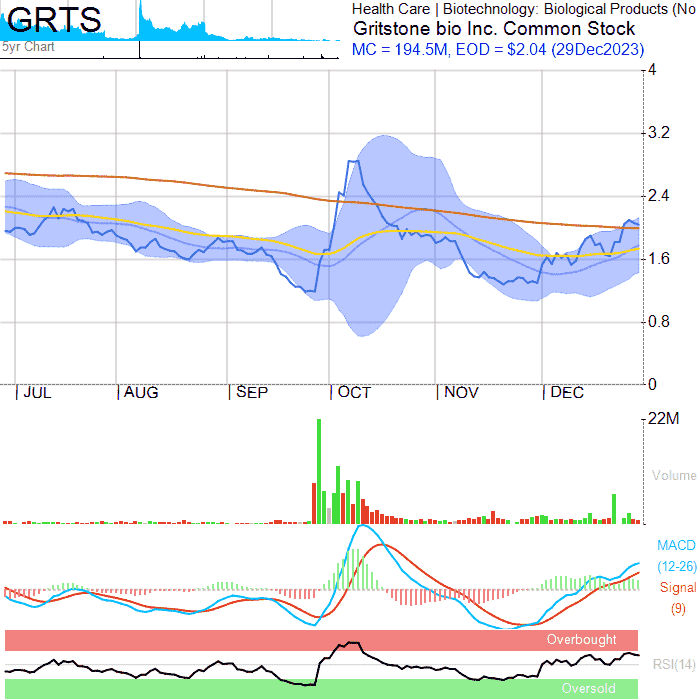 GRTS
Health Care | Biotechnology: Biological Products (No
Gritstone bio Inc. Common Stock
5yr Chart
MC = 194.5M, EOD = $2.04 (29Dec2023)
4
3.2
2.4
1.6
0.8
0
JUL
AUG
SEP
OCT
NOV
DEC
22M
Volume
MACD
(12-26)
Signal
(9)
Overbought
RSI(14)
Oversold